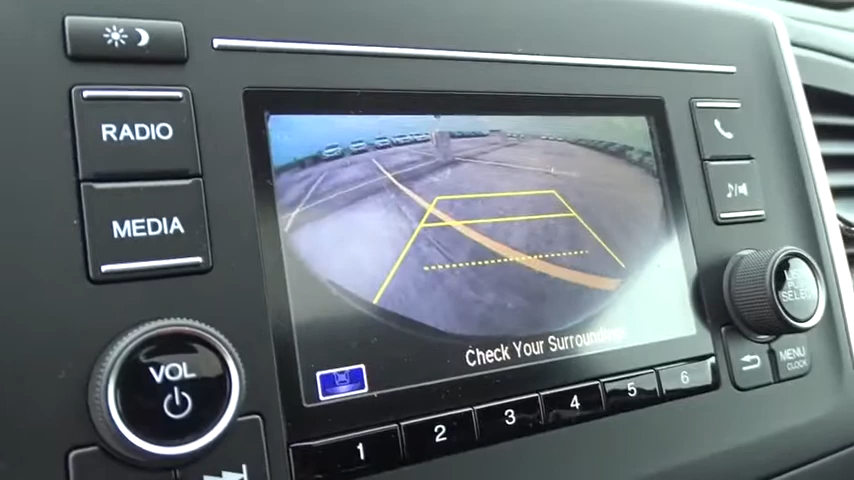 RADIO
MEDIA
VOL
Check Your Surroundings
1 2 3 4 5 6
SELECT
MENU
CLOCK